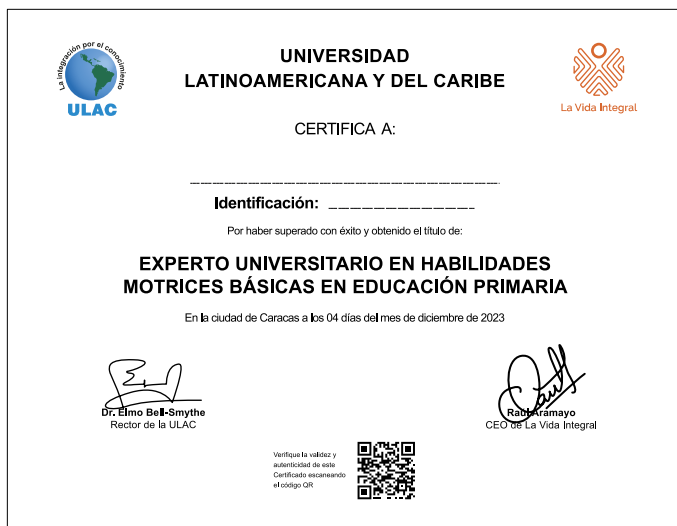 La integración por el conocimiento
ULAC
UNIVERSIDAD
LATINOAMERICANA Y DEL CARIBE
La Vida Integral
CERTIFICA A:
Identificación:
Por haber superado con éxito y obtenido el título de:
EXPERTO UNIVERSITARIO EN HABILIDADES
MOTRICES BÁSICAS EN EDUCACIÓN PRIMARIA
En la ciudad de Caracas a los 04 días del mes de diciembre de 2023
Dr. Elmo Bell-Smythe
Rector de la ULAC
Raúl Aramayo
CEO de La Vida Integral
Verifique la validez y
autenticidad de este
Certificado escaneando
el código QR